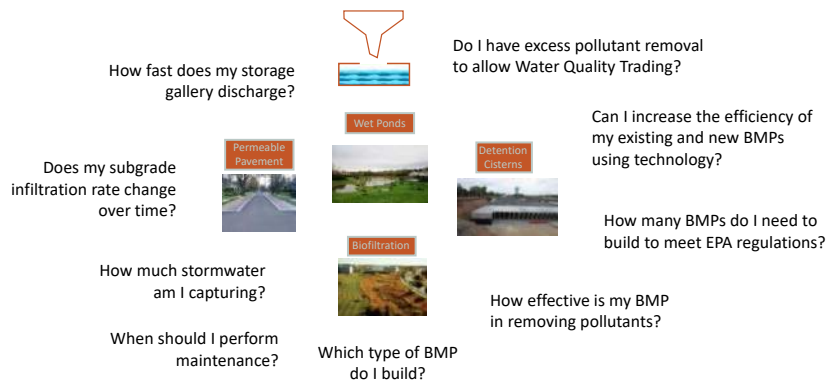 Do I have excess pollutant removal
to allow Water Quality Trading?
How fast does my storage
gallery discharge?
Wet Ponds
Can I increase the efficiency of
my existing and new BMPs
using technology?
Permeable
Pavement
Detention
Cisterns
Does my subgrade
infiltration rate change
over time?
How many BMPs do I need to
build to meet EPA regulations?
Biofiltration
How much stormwater
am I capturing?
How effective is my BMP
in removing pollutants?
When should I perform
maintenance?
Which type of BMP
do I build?